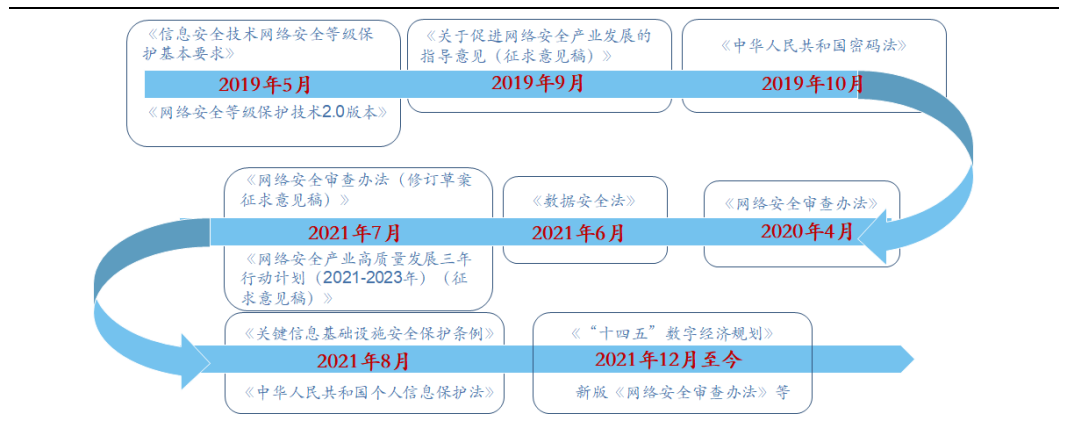 《信息安全技术网络安全等级保
护基本要求》
2019年5月
《网络安全等级保护技术2.0版本》
《关于促进网络安全产业发展的
指导意见（征求意见稿）》
2019年9月
《中华人民共和国密码法》
2019年10月
《网络安全审查办法》
2020年4月
《数据安全法》
2021年6月
《网络安全审查办法（修订草案
征求意见稿）》
2021年7月
《网络安全产业高质量发展三年
行动计划（2021-2023年）（征
求意见稿）》
《关键信息基础设施安全保护条例》
2021年8月
《中华人民共和国个人信息保护法》
《“十四五”数字经济规划》
2021年12月至今
新版《网络安全审查办法》等